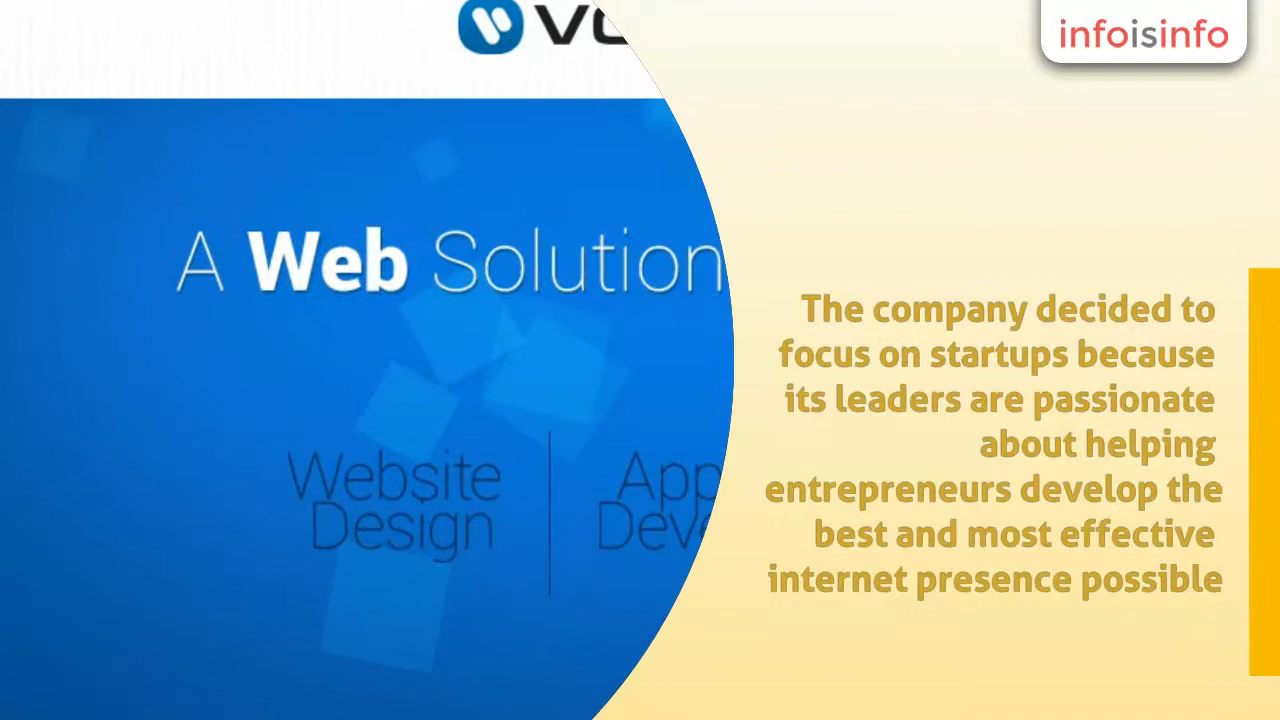 infoisinfo
A Web Solution
Website
Design
The company decided to
focus on startups because
its leaders are passionate
about helping
entrepreneurs develop the
best and most effective
internet presence possible